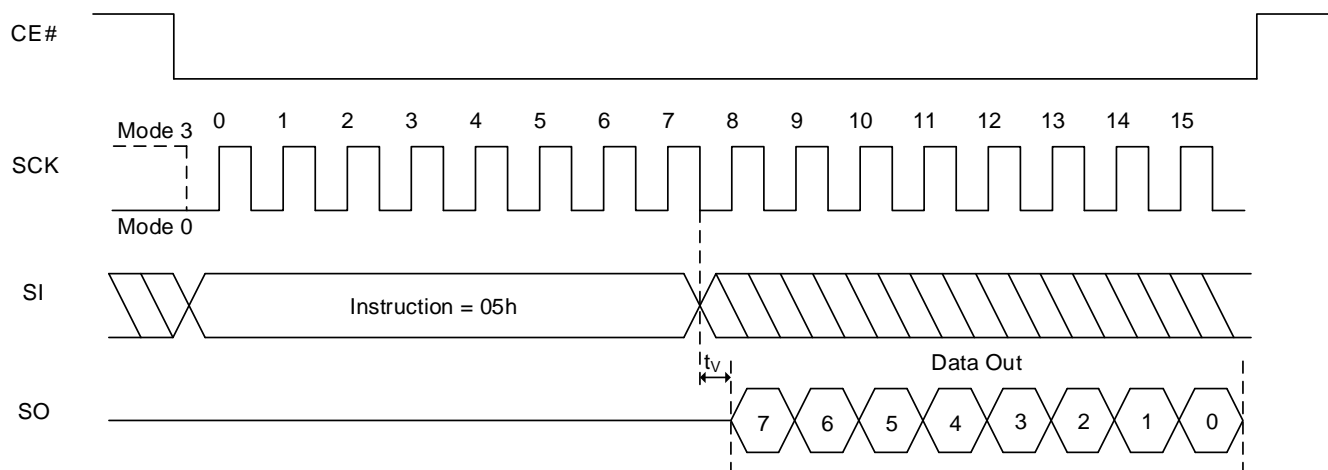 CE#
0 1 2 3 4 5 6 7 8 9 10 11 12 13 14 15
Mode 3
SCK
Mode 0
SI
Instruction = 05h
tV
Data Out
SO
7 6 5 4 3 2 1 0